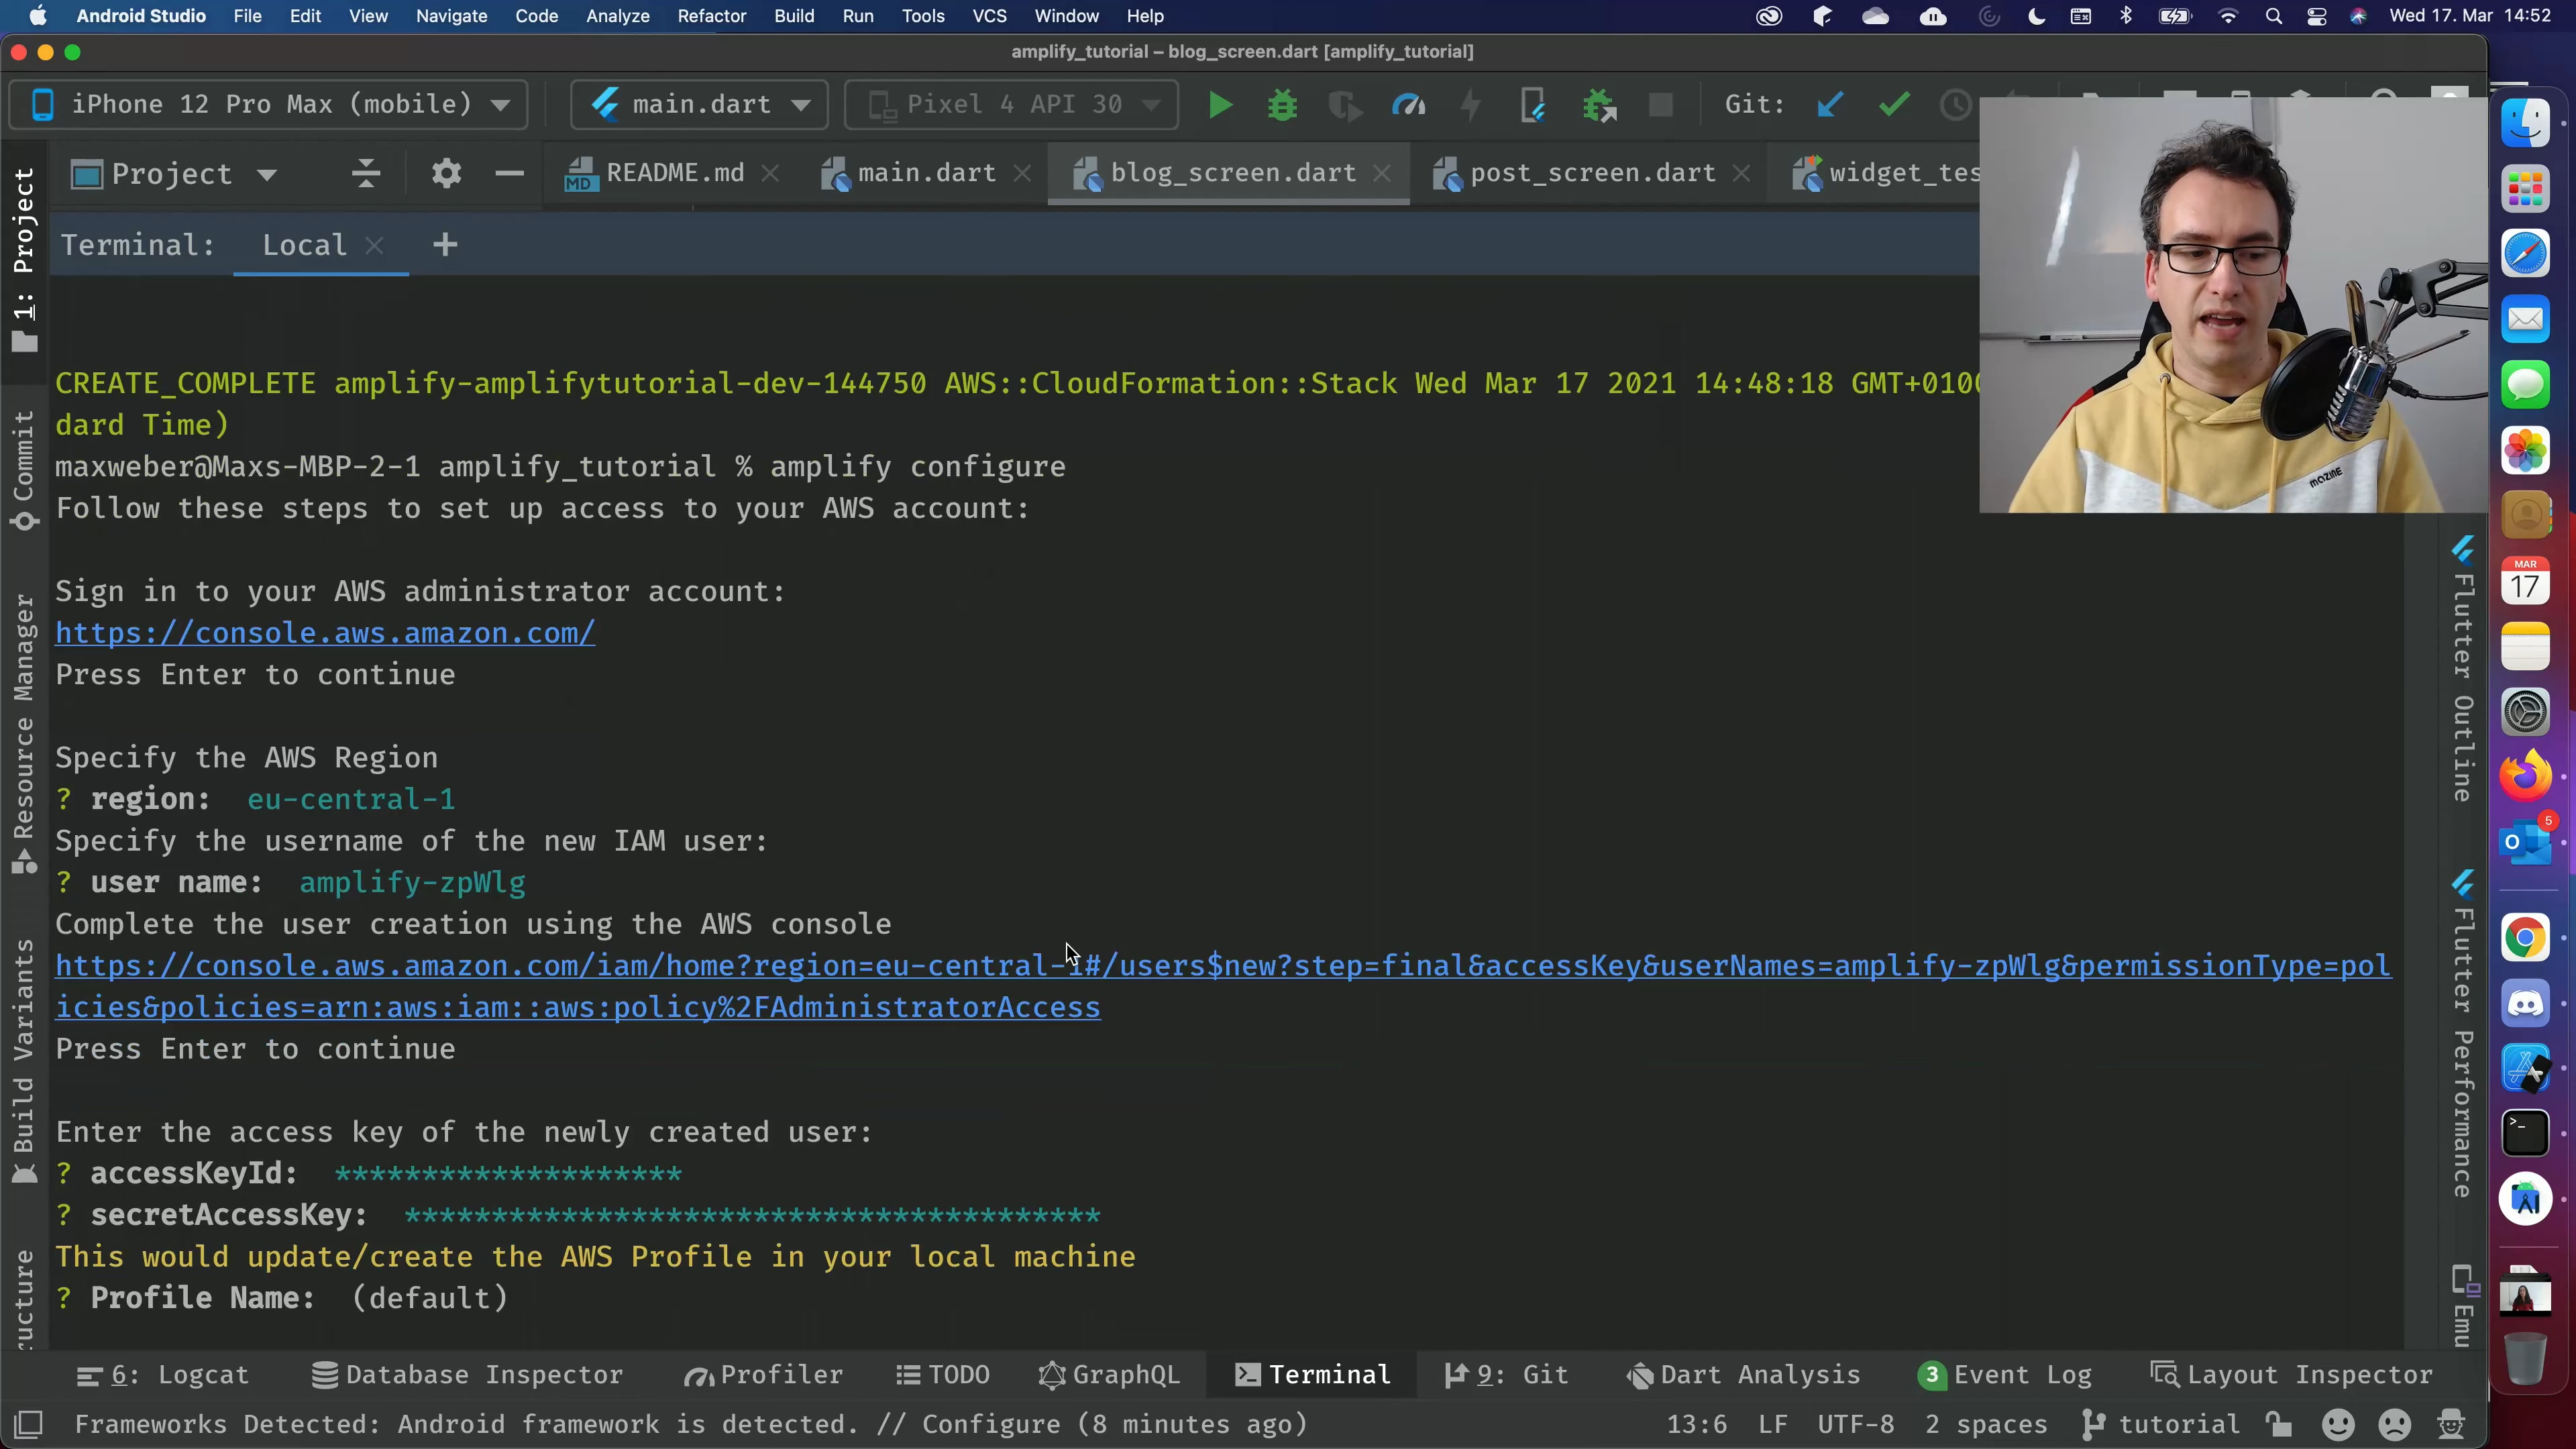 Android Studio File Edit View Navigate Code Analyze Refactor Build Run Tools VCS Window Help Wed 17. Mar 14:52
amplify_tutorial – blog_screen.dart [amplify_tutorial]
iPhone 12 Pro Max (mobile) main.dart Pixel 4 API 30 Git:
Project README.md main.dart blog_screen.dart post_screen.dart widget_tes
Terminal: Local +
CREATE_COMPLETE amplify-amplifytutorial-dev-144750 AWS::CloudFormation::Stack Wed Mar 17 2021 14:48:18 GMT+010
dard Time)
maxweber@Maxs-MBP-2-1 amplify_tutorial % amplify configure
Follow these steps to set up access to your AWS account:
Sign in to your AWS administrator account:
https://console.aws.amazon.com/
Press Enter to continue
Specify the AWS Region
? region: eu-central-1
Specify the username of the new IAM user:
? user name: amplify-zpWlg
Complete the user creation using the AWS console
https://console.aws.amazon.com/iam/home?region=eu-central-1#/users$new?step=final&accessKey&userNames=amplify-zpWlg&permissionType=pol
icies&policies=arn:aws:iam::aws:policy%2FAdministratorAccess
Press Enter to continue
Enter the access key of the newly created user:
? accessKeyId: ********************
? secretAccessKey: ****************************************
This would update/create the AWS Profile in your local machine
? Profile Name: (default)
1: Project
Commit
Resource Manager
Build Variants
ructure
Flutter Outline
Flutter Performance
Emu
mazine
MAR
17
5
6: Logcat Database Inspector Profiler TODO GraphQL Terminal 9: Git Dart Analysis 3 Event Log Layout Inspector
Frameworks Detected: Android framework is detected. // Configure (8 minutes ago) 13:6 LF UTF-8 2 spaces tutorial